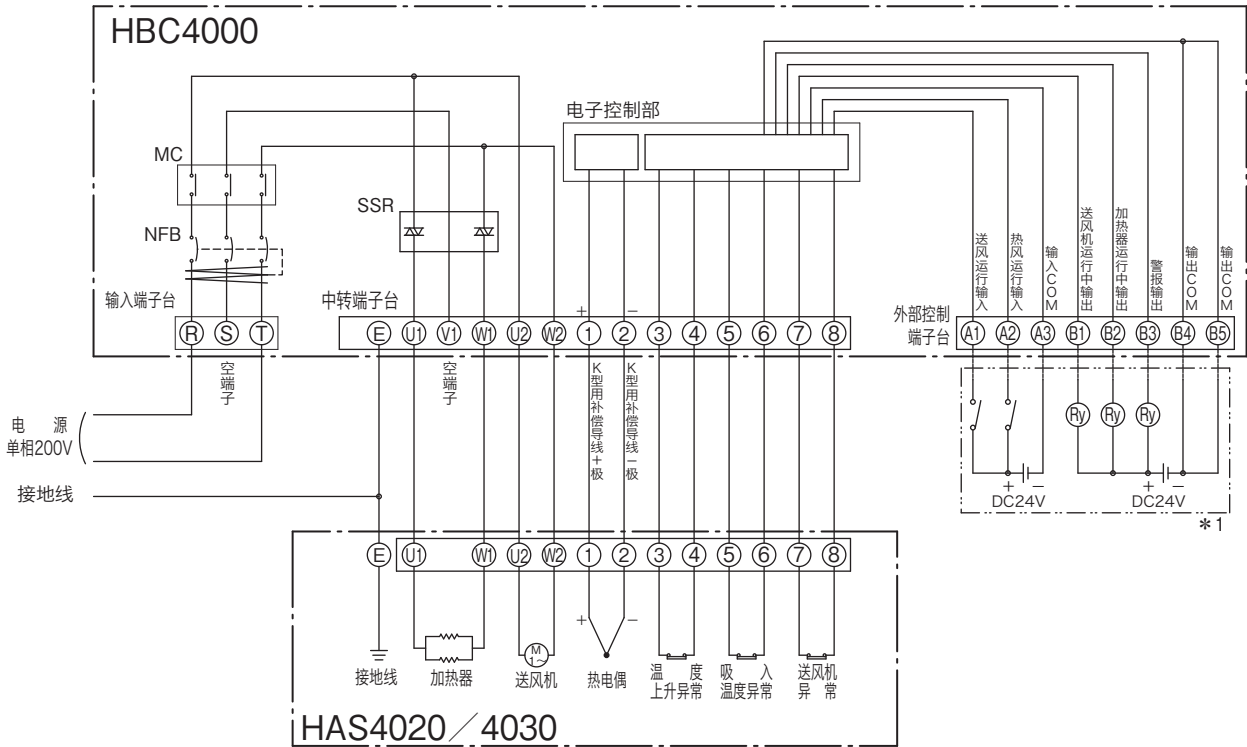 HBC4000
电子控制部
MC
SSR
NFB
输入端子台
中转端子台
外部控制
端子台
送风运行输入
热风运行输入
输入COM
送风机运行中输出
加热器运行中输出
警报输出
输出COM
输出COM
+ −
R S T
E U1 V1 W1 U2 W2 1 2 3 4 5 6 7 8
A1 A2 A3 B1 B2 B3 B4 B5
空端子
空端子
K型用补偿导线+极
K型用补偿导线−极
电 源
单相200V
接地线
Ry Ry Ry
+ −
DC24V
+ −
DC24V
*1
E U1 W1 U2 W2 1 2 3 4 5 6 7 8
+ −
M
1~
接地线
加热器
送风机
热电偶
温 度
上升异常
吸 入
温度异常
送风机
异 常
HAS4020/4030